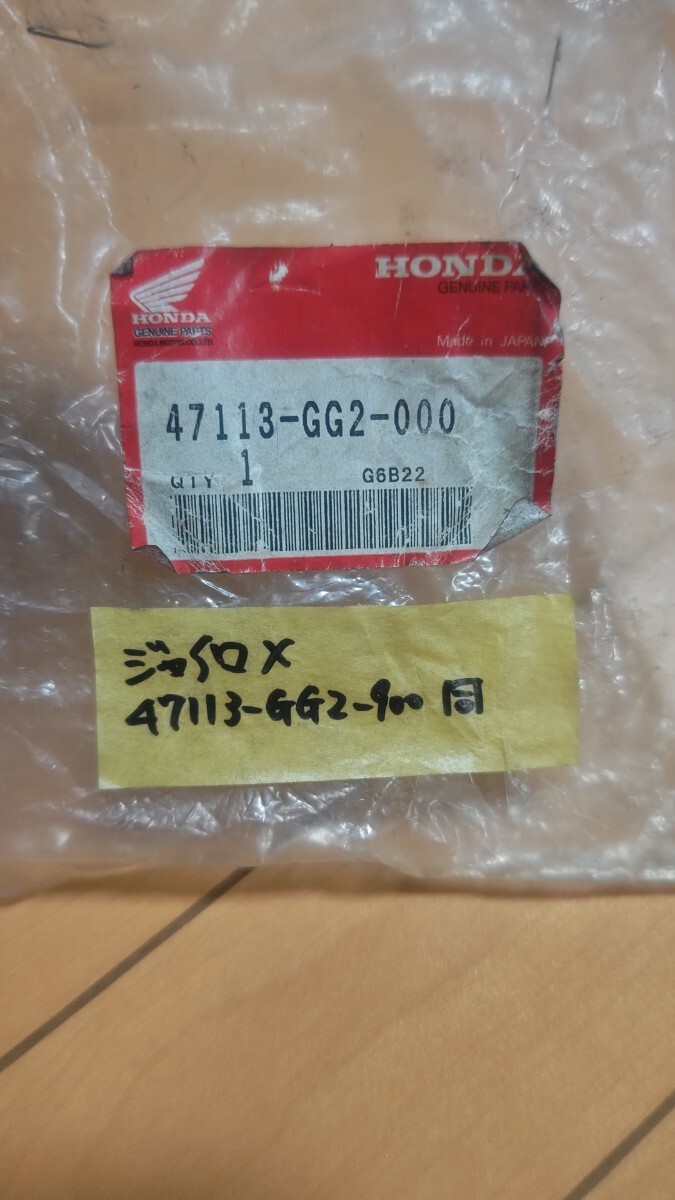 HONDA
GENUINE PARTS
HONDA MOTOR CO., LTD.
HONDA
GENUINE PAR
Made in JAPAN
47113-GG2-000
QTY 1 G6B22
ジャイロX
47113-GG2-900 同